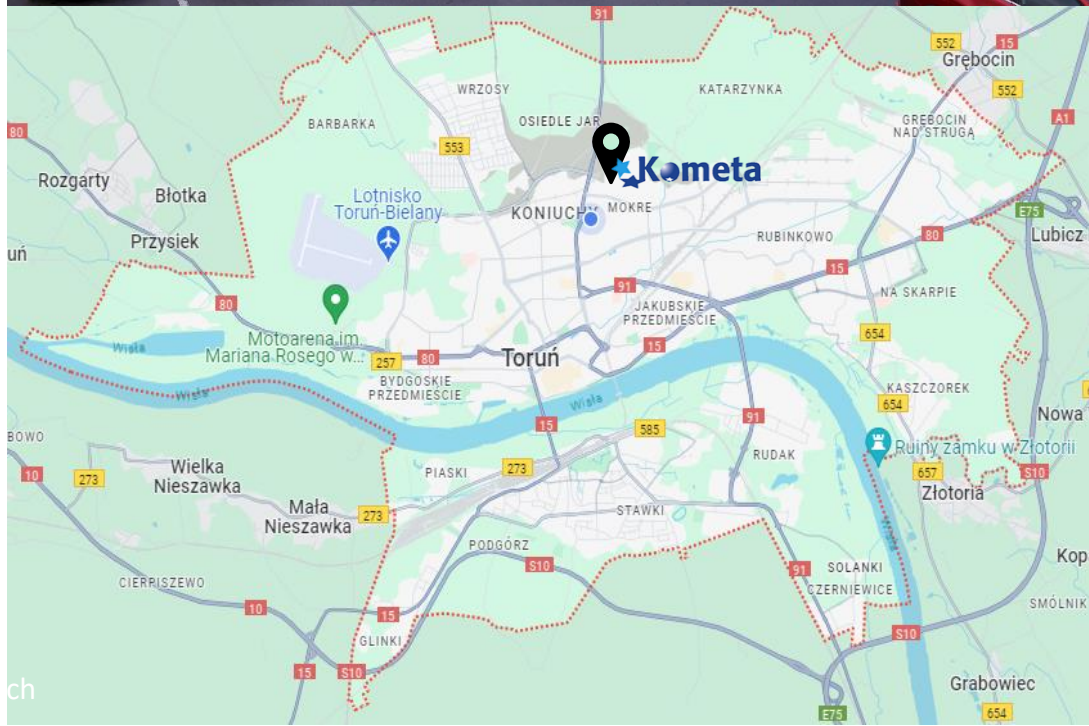 91
552
15
Grębocin
WRZOSY
KATARZYNKA
552
BARBARKA
OSIEDLE JAR
GRĘBOCIN
NAD STRUGĄ
A1
80
553
Kometa
Rozgarty
Błotka
Lotnisko
Toruń-Bielany
KONIUCHY
MOKRE
E75
Przysiek
RUBINKOWO
80
Lubicz
uń
15
91
NA SKARPIE
80
JAKUBSKIE
PRZEDMIEŚCIE
654
Motoarena im.
Mariana Rosego w...
Wisła
15
257
80
Toruń
BYDGOSKIE
PRZEDMIEŚCIE
KASZCZOREK
Wisła
Wisła
654
Nowa
91
15
585
BOWO
Ruiny zamku w Złotorii
Wielka
Nieszawka
10
273
PIASKI
273
RUDAK
657
S10
Złotoria
Mała
Nieszawka
273
STAWKI
Wisła
PODGÓRZ
S10
Kop
91
SOLANKI
CIERPISZEWO
CZERNIEWICE
SMÓLNIK
10
15
S10
GLINKI
15
S10
Grabowiec
ch
E75
654